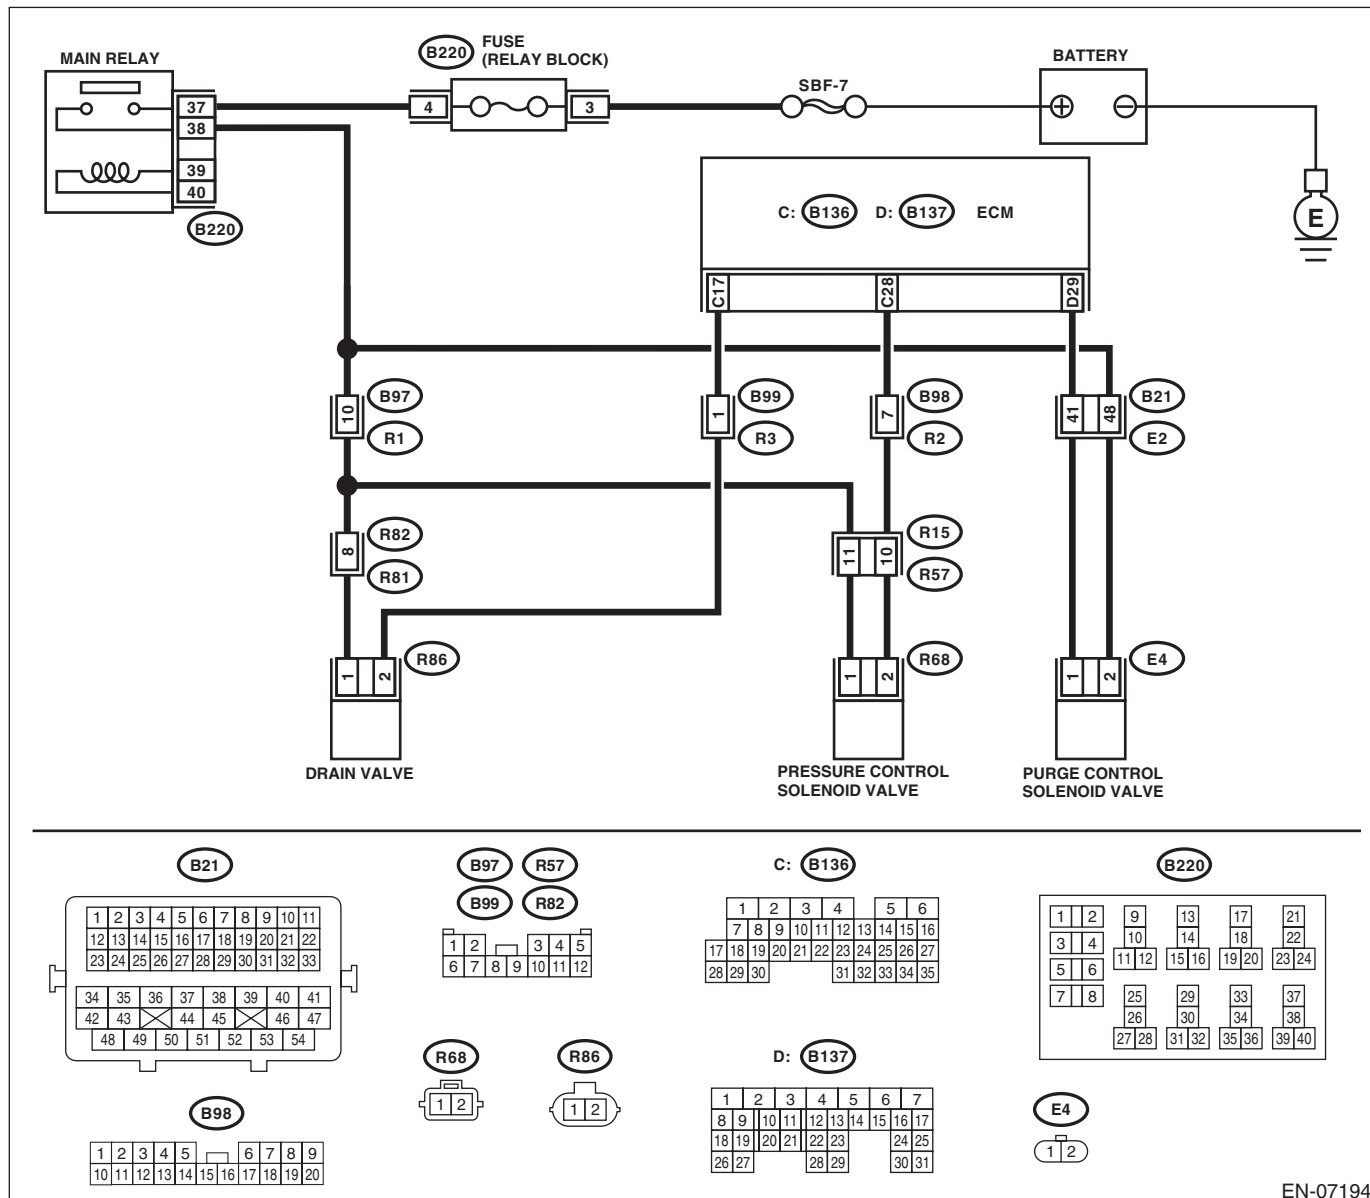 MAIN RELAY
B220
FUSE
(RELAY BLOCK)
BATTERY
SBF-7
37
38
39
40
4
3
B220
E
C: B136 D: B137 ECM
C17
C28
D29
10
B97
R1
1
B99
R3
7
B98
R2
41
48
B21
E2
8
R82
R81
11
10
R15
R57
1
2
R86
1
2
R68
1
2
E4
DRAIN VALVE
PRESSURE CONTROL
SOLENOID VALVE
PURGE CONTROL
SOLENOID VALVE
B21
1 2 3 4 5 6 7 8 9 10 11
12 13 14 15 16 17 18 19 20 21 22
23 24 25 26 27 28 29 30 31 32 33
34 35 36 37 38 39 40 41
42 43 44 45 46 47
48 49 50 51 52 53 54
B98
1 2 3 4 5 6 7 8 9
10 11 12 13 14 15 16 17 18 19 20
B97 R57
B99 R82
1 2 3 4 5
6 7 8 9 10 11 12
R68
1 2
R86
1 2
C: B136
1 2 3 4 5 6
7 8 9 10 11 12 13 14 15 16
17 18 19 20 21 22 23 24 25 26 27
28 29 30 31 32 33 34 35
D: B137
1 2 3 4 5 6 7
8 9 10 11 12 13 14 15 16 17
18 19 20 21 22 23 24 25
26 27 28 29 30 31
B220
1 2 9 13 17 21
3 4 10 14 18 22
5 6 11 12 15 16 19 20 23 24
7 8 25 29 33 37
26 30 34 38
27 28 31 32 35 36 39 40
E4
1 2
EN-07194